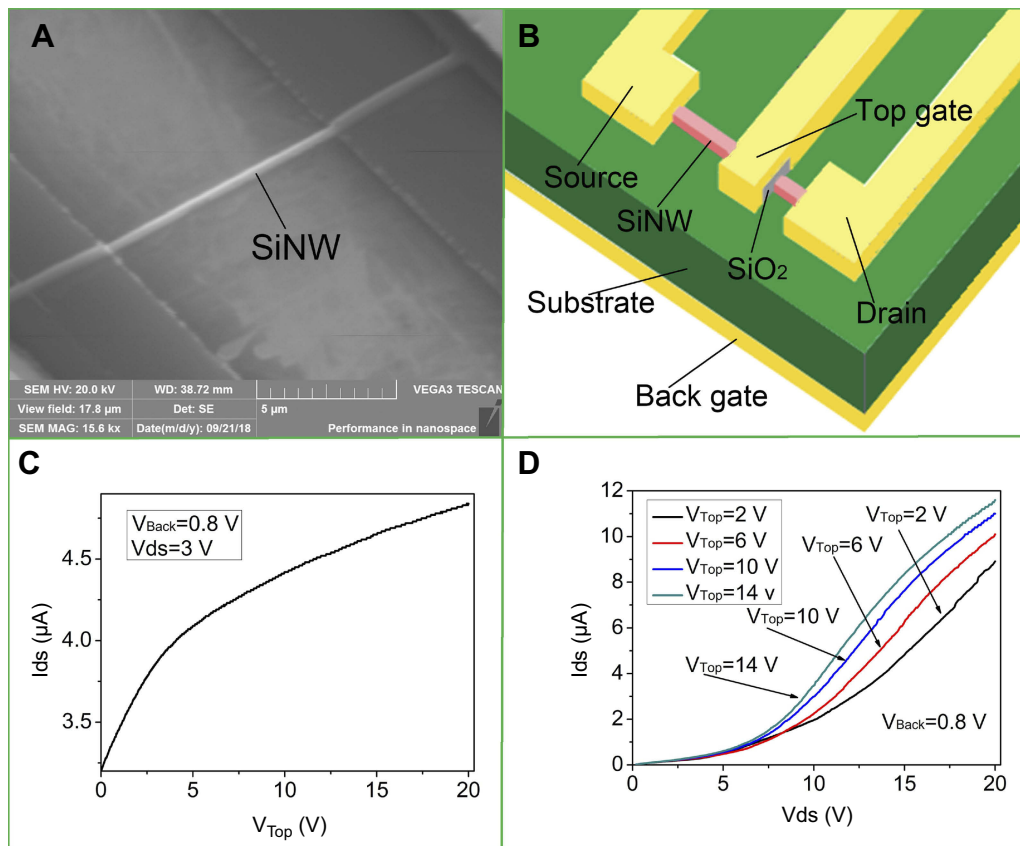 A
SiNW
SEM HV: 20.0 kV
WD: 38.72 mm
VEGA3 TESCAN
View field: 17.8 µm
Det: SE
5 µm
SEM MAG: 15.6 kx
Date(m/d/y): 09/21/18
Performance in nanospace
B
Top gate
Source
SiNW
SiO2
Substrate
Drain
Back gate
C
VBack=0.8 V
Vds=3 V
4.5
4.0
3.5
0
5
10
15
20
Ids (µA)
VTop (V)
D
12
10
8
6
4
2
0
VTop=2 V
VTop=6 V
VTop=10 V
VTop=14 v
VTop=2 V
VTop=6 V
VTop=10 V
VTop=14 V
VBack=0.8 V
0
5
10
15
20
Ids (µA)
Vds (V)